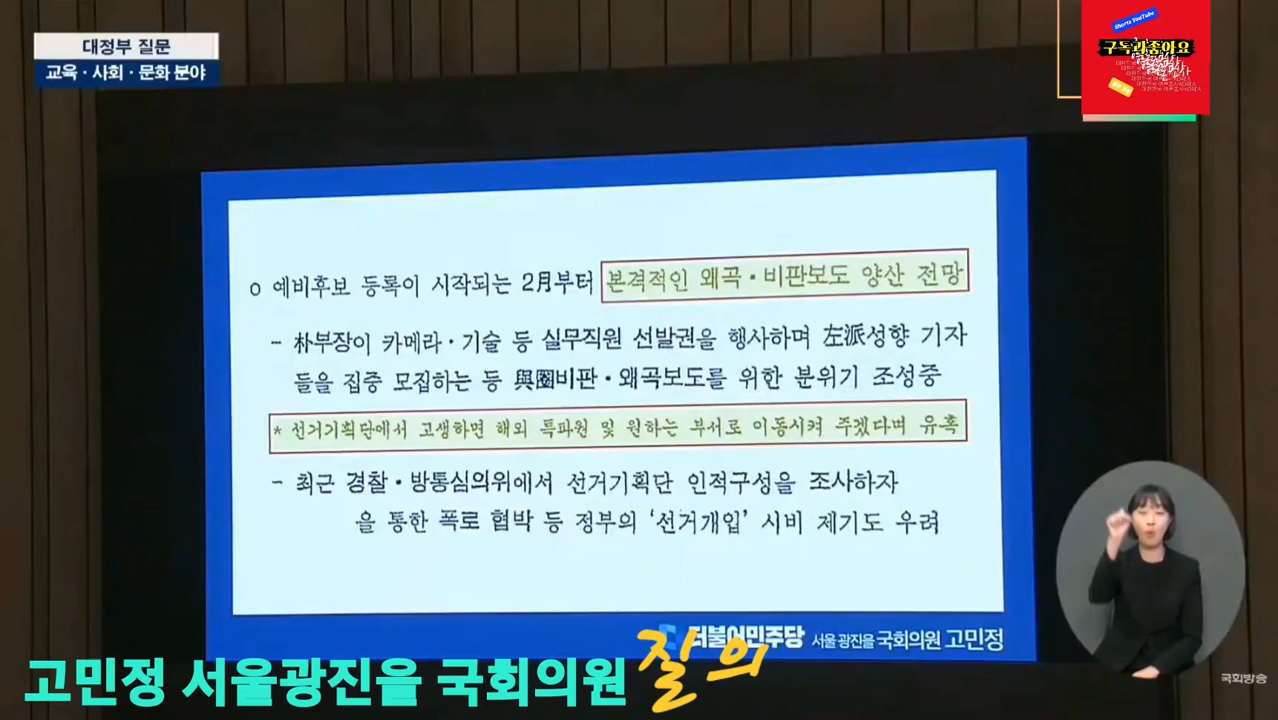 대정부 질문
교육·사회·문화 분야
Shorts YouTube
구독과좋아요
o 예비후보 등록이 시작되는 2月부터 본격적인 왜곡·비판보도 양산 전망
- 朴부장이 카메라·기술 등 실무직원 선발권을 행사하며 左派성향 기자
들을 집중 모집하는 등 與圈비판·왜곡보도를 위한 분위기 조성중
* 선거기획단에서 고생하면 해외 특파원 및 원하는 부서로 이동시켜 주겠다며 유혹
- 최근 경찰·방통심의위에서 선거기획단 인적구성을 조사하자
을 통한 폭로 협박 등 정부의 '선거개입' 시비 제기도 우려
더불어민주당 서울 광진을 국회의원 고민정
고민정 서울광진을 국회의원 질의
국회방송